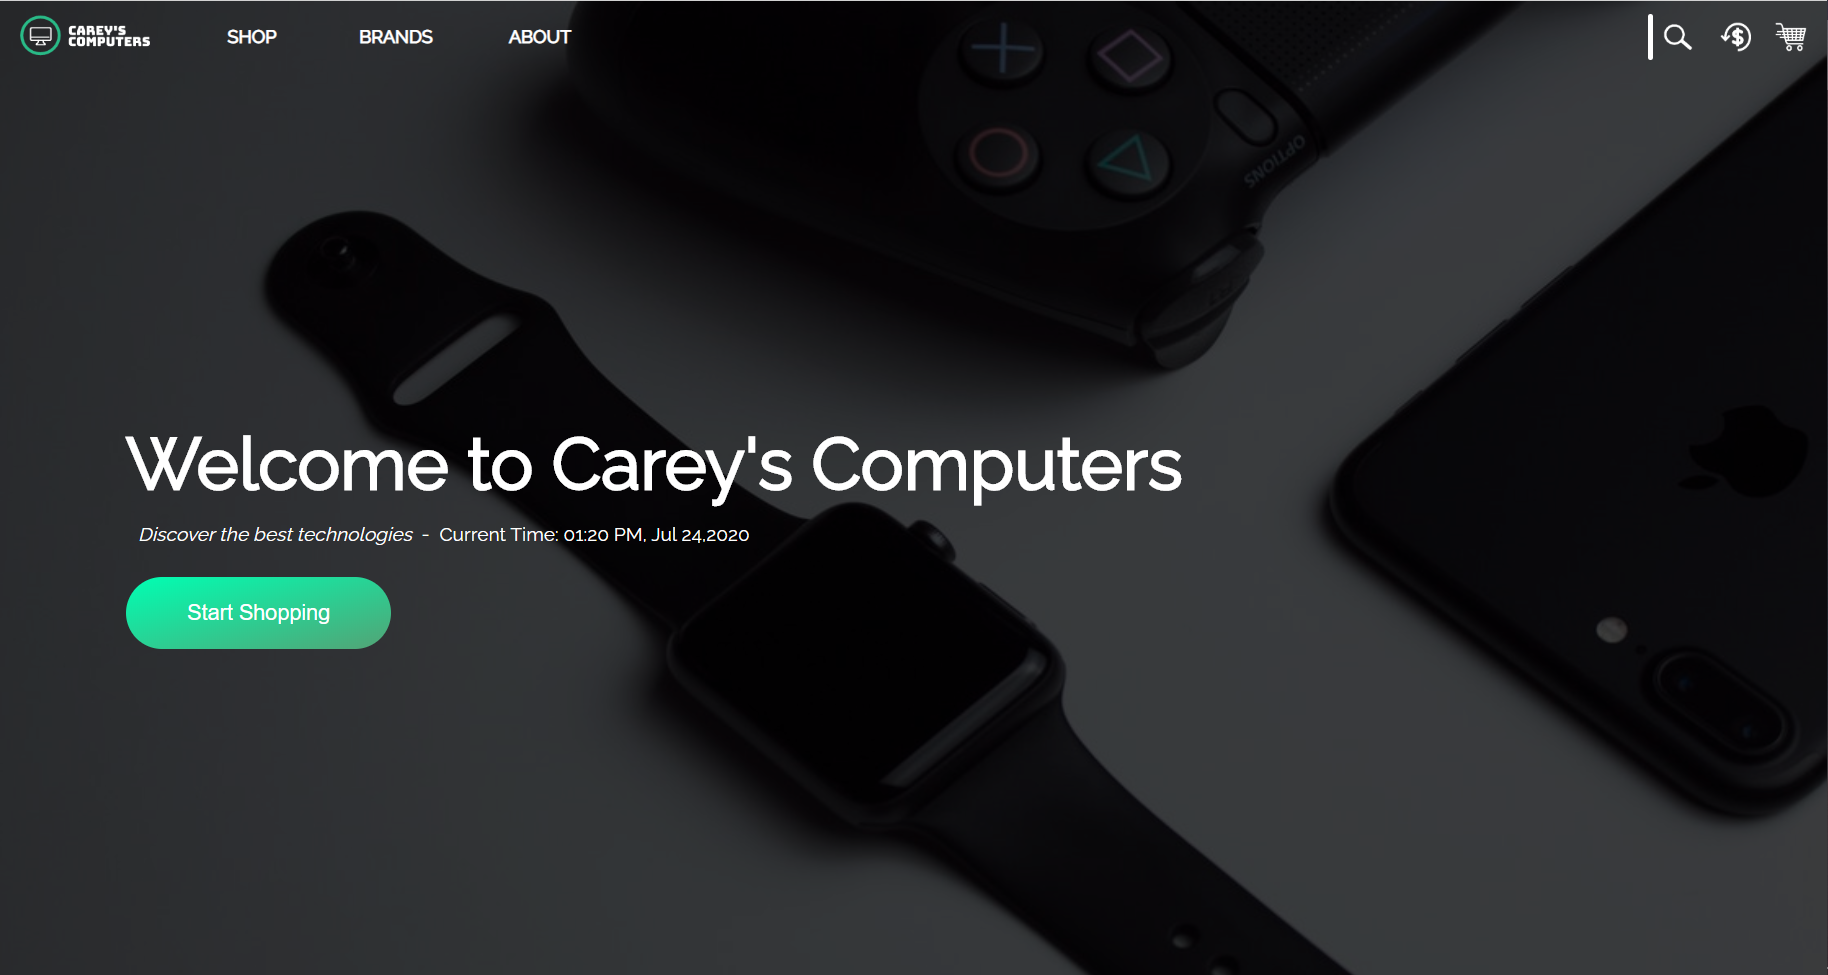 CAREY'S
COMPUTERS
SHOP
BRANDS
ABOUT
$
OPTIONS
Welcome to Carey's Computers
Discover the best technologies - Current Time: 01:20 PM, Jul 24,2020
Start Shopping